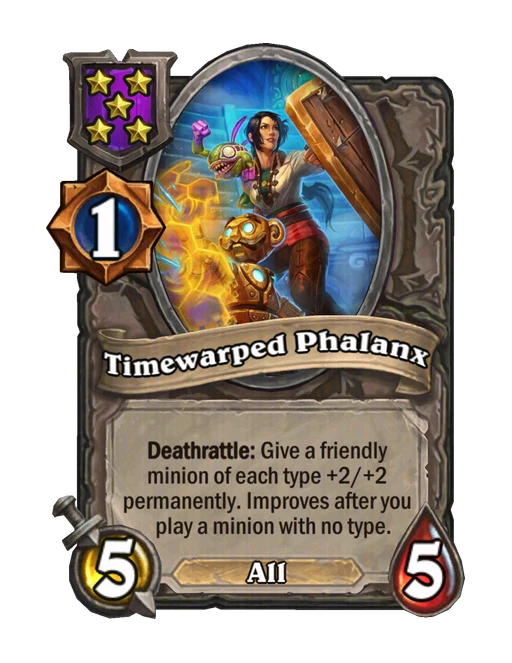 1
Timewarped Phalanx
Deathrattle: Give a friendly
minion of each type +2/+2
permanently. Improves after you
play a minion with no type.
5
All
5